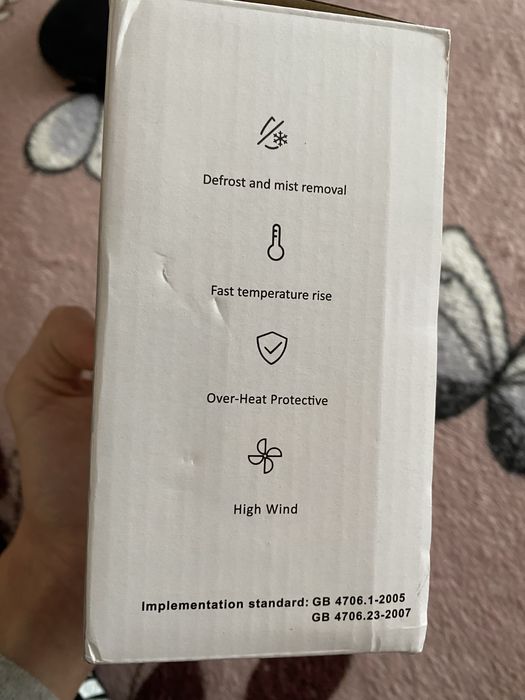 Defrost and mist removal
Fast temperature rise
Over-Heat Protective
High Wind
Implementation standard: GB 4706.1-2005
GB 4706.23-2007